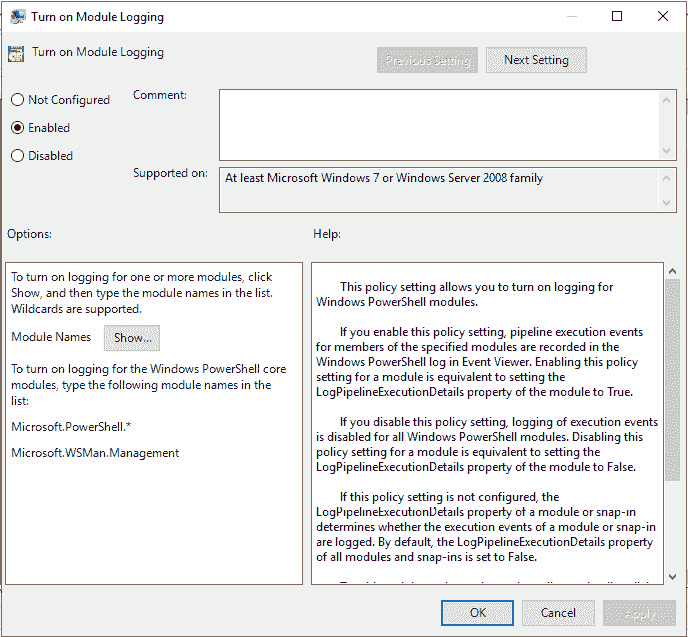 Turn on Module Logging
Turn on Module Logging
Previous Setting
Next Setting
Not Configured
Comment:
Enabled
Disabled
Supported on:
At least Microsoft Windows 7 or Windows Server 2008 family
Options:
Help:
To turn on logging for one or more modules, click
Show, and then type the module names in the list.
Wildcards are supported.
Module Names
Show...
To turn on logging for the Windows PowerShell core
modules, type the following module names in the
list:
Microsoft.PowerShell.*
Microsoft.WSMan.Management
This policy setting allows you to turn on logging for
Windows PowerShell modules.
If you enable this policy setting, pipeline execution events
for members of the specified modules are recorded in the
Windows PowerShell log in Event Viewer. Enabling this policy
setting for a module is equivalent to setting the
LogPipelineExecutionDetails property of the module to True.
If you disable this policy setting, logging of execution events
is disabled for all Windows PowerShell modules. Disabling this
policy setting for a module is equivalent to setting the
LogPipelineExecutionDetails property of the module to False.
If this policy setting is not configured, the
LogPipelineExecutionDetails property of a module or snap-in
determines whether the execution events of a module or snap-in
are logged. By default, the LogPipelineExecutionDetails property
of all modules and snap-ins is set to False.
OK
Cancel
Apply